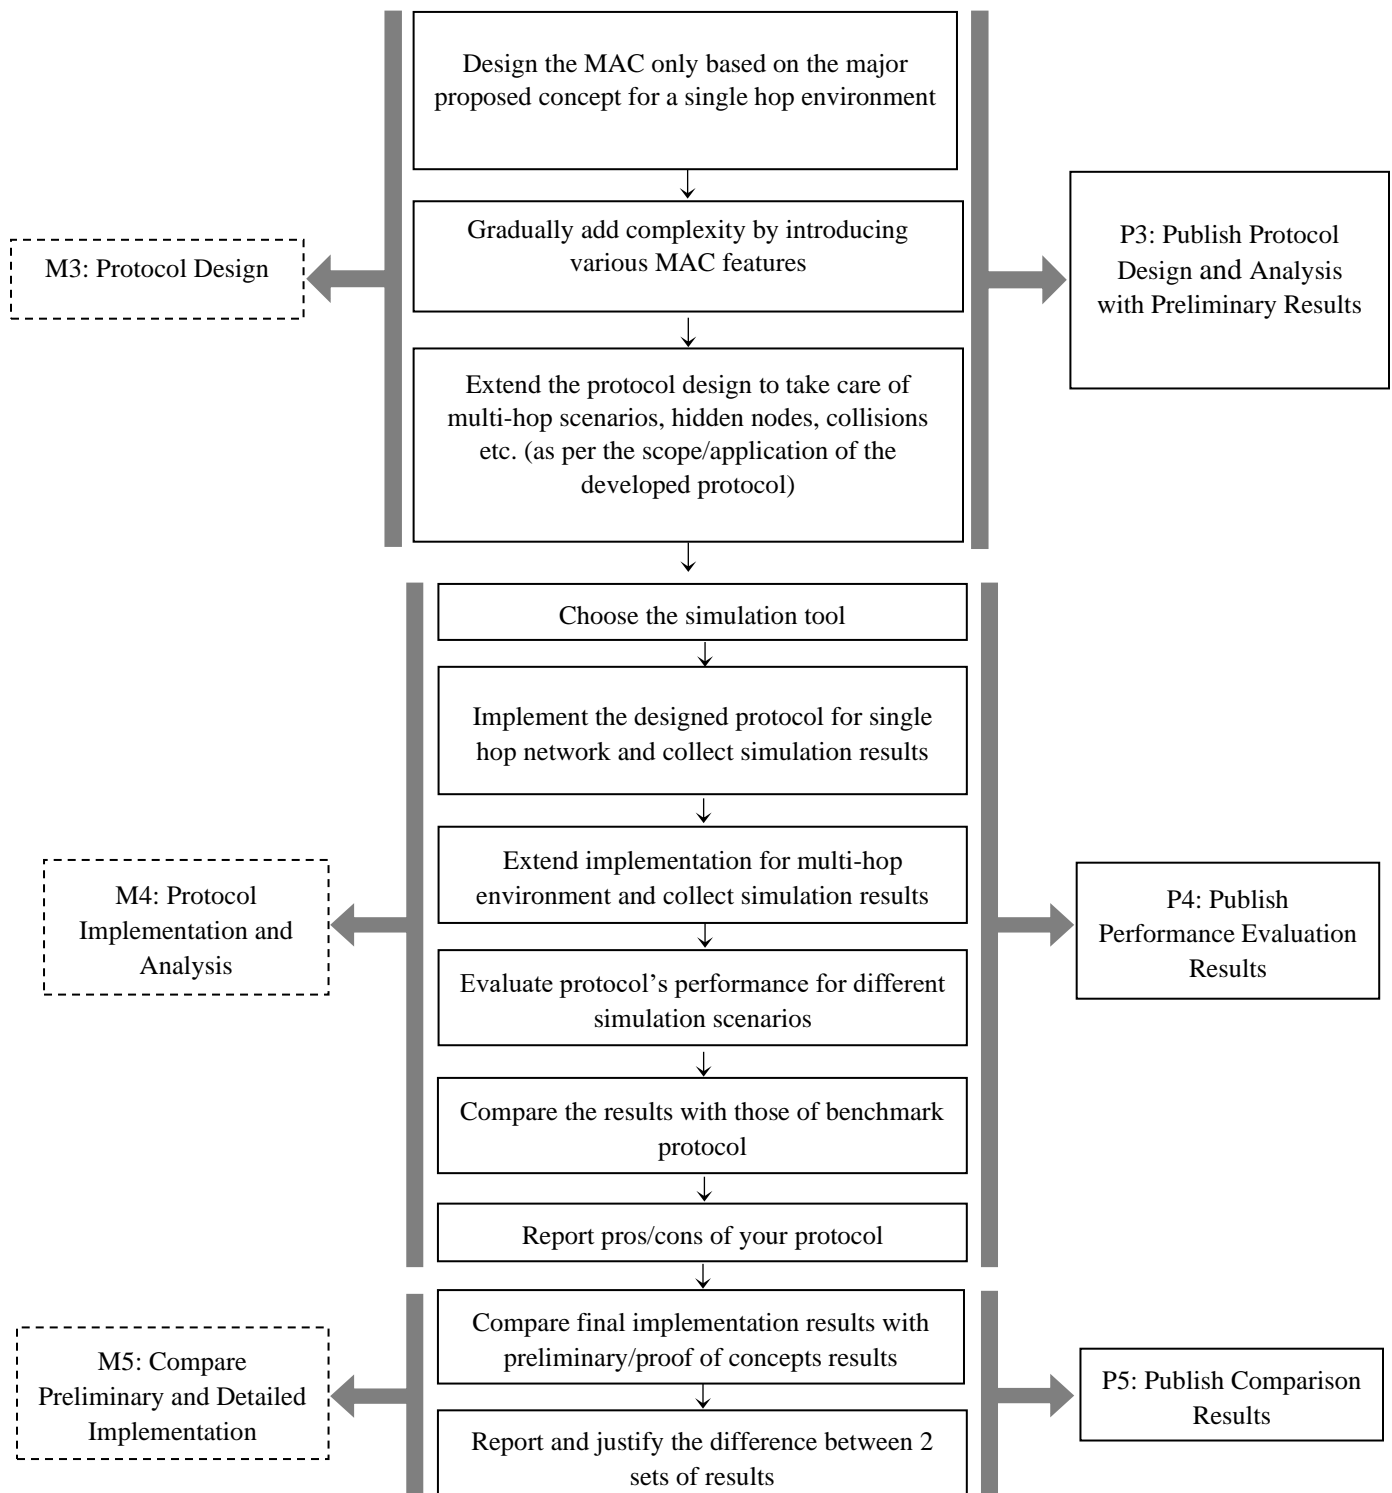 Design the MAC only based on the major
proposed concept for a single hop environment
Gradually add complexity by introducing
various MAC features
Extend the protocol design to take care of
multi-hop scenarios, hidden nodes, collisions
etc. (as per the scope/application of the
developed protocol)
M3: Protocol Design
P3: Publish Protocol
Design and Analysis
with Preliminary Results
Choose the simulation tool
Implement the designed protocol for single
hop network and collect simulation results
Extend implementation for multi-hop
environment and collect simulation results
Evaluate protocol’s performance for different
simulation scenarios
Compare the results with those of benchmark
protocol
Report pros/cons of your protocol
M4: Protocol
Implementation and
Analysis
P4: Publish
Performance Evaluation
Results
Compare final implementation results with
preliminary/proof of concepts results
Report and justify the difference between 2
sets of results
M5: Compare
Preliminary and Detailed
Implementation
P5: Publish Comparison
Results